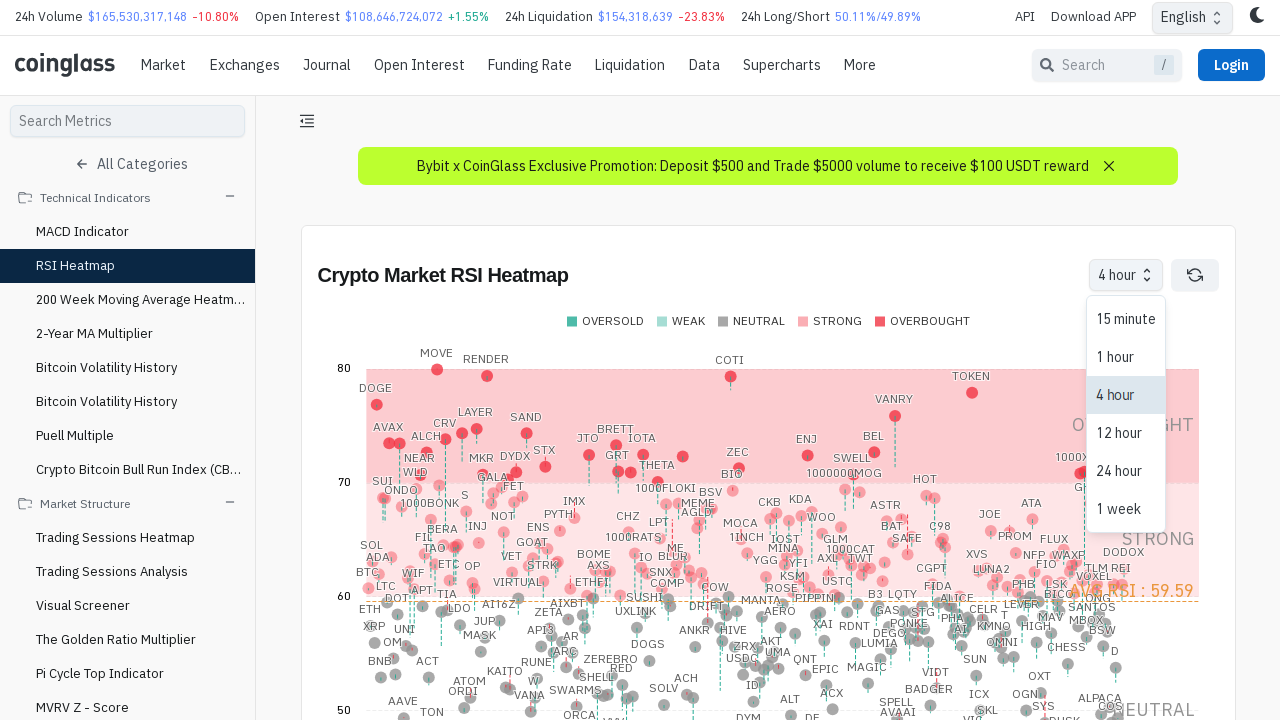 24h Volume $165,530,317,148 -10.80% Open Interest $108,646,724,072 +1.55% 24h Liquidation $154,318,639 -23.83% 24h Long/Short 50.11%/49.89% API Download APP English
coinglass Market Exchanges Journal Open Interest Funding Rate Liquidation Data Supercharts More Search / Login
Search Metrics
All Categories
Technical Indicators
MACD Indicator
RSI Heatmap
200 Week Moving Average Heatm...
2-Year MA Multiplier
Bitcoin Volatility History
Bitcoin Volatility History
Puell Multiple
Crypto Bitcoin Bull Run Index (CB...
Market Structure
Trading Sessions Heatmap
Trading Sessions Analysis
Visual Screener
The Golden Ratio Multiplier
Pi Cycle Top Indicator
MVRV Z - Score
Bybit x CoinGlass Exclusive Promotion: Deposit $500 and Trade $5000 volume to receive $100 USDT reward
Crypto Market RSI Heatmap
4 hour
15 minute
1 hour
4 hour
12 hour
24 hour
1 week
OVERSOLD WEAK NEUTRAL STRONG OVERBOUGHT
80
MOVE RENDER COTI TOKEN
DOGE
LAYER VANRY
AVAX CRV SAND
ALCH BRETT
JTO IOTA ENJ BEL
NEAR MKR DYDX STX GRT ZEC
WLD THETA BIO SWELL
70
SUI ONDO GALA FET 1000FLOKI BSV 1000000MOG HOT
1000BONK S IMX MEME CKB KDA ASTR ATA
NOT PYTH CHZ AGLD WOO JOE
BERA INJ ENS LPT MOCA BAT C98
FIL 1000RATS 1INCH IOST SAFE PROM FLUX
SOL TAO GOAT ME MINA GLM 1000CAT STRONG
ADA ETC VET BOME IO BLUR YGG YFI AXL TWT XVS NFP WAXP DODOX
BTC WIF OP STRK AXS SNX KSM CGPT LUNA2 FIO TLM REI
LTC APT VIRTUAL ETHFI COMP COW ROSE USTC FIDA PHB LSK VOXEL
60
DOT TIA SUSHI PIPPIN B3 LQTY ALICE BICO AVG RSI : 59.59
ETH LDO AI16Z AIXBT UXLINK DRIFT MANTA AERO GAS STG CELR LEVER SANTOS
XRP UNI JUP ZETA XAI RDNT PONKE PHA MAV MBOX
OM MASK API3 AR DOGS ANKR HIVE AKT DEGO AI KMNO HIGH BSW
ZRX UMA LUMIA OMNI CHESS D
BNB ACT RUNE ARC ZEREBRO USDC QNT MAGIC SUN
KAITO RED EPIC VIDT OXT
ATOM W SHELL ACH ID
AAVE ORDI VANA SWARMS SOLV ALT ACX BADGER ICX OGN ALPACA
TON ORCA SPELL SKL SYS
50
AVAAI NEUTRAL